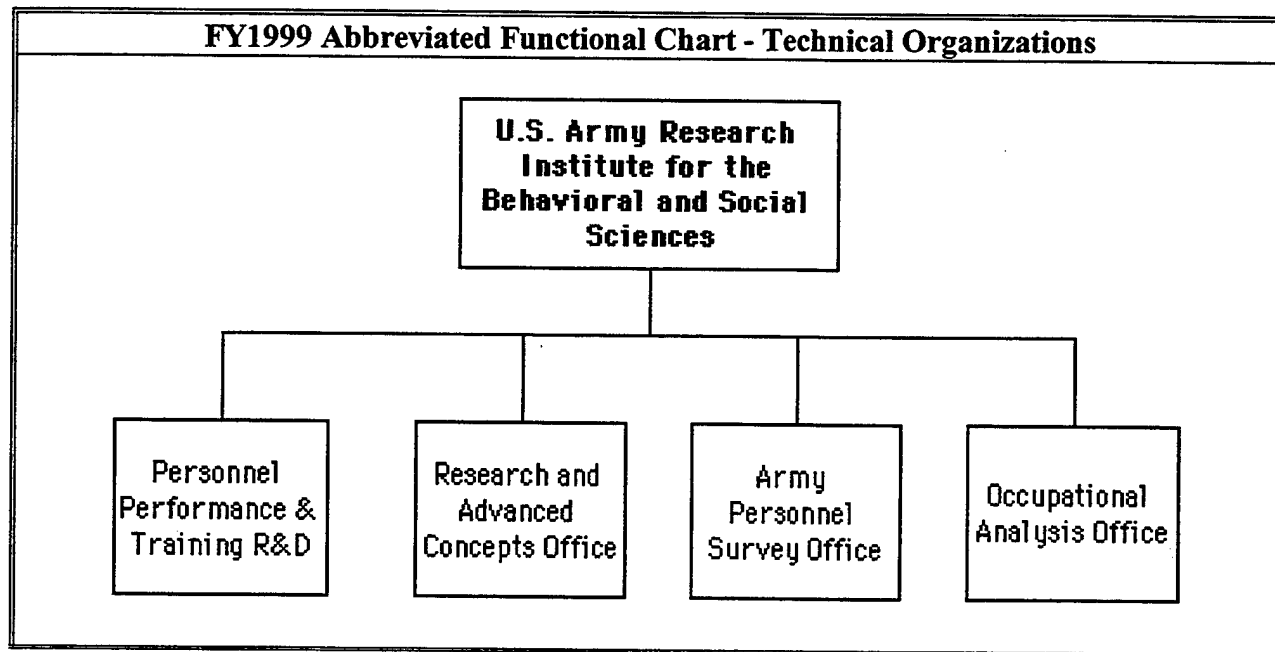 FY1999 Abbreviated Functional Chart - Technical Organizations
U.S. Army Research
Institute for the
Behavioral and Social
Sciences
Personnel
Performance &
Training R&D
Research and
Advanced
Concepts Office
Army
Personnel
Survey Office
Occupational
Analysis Office